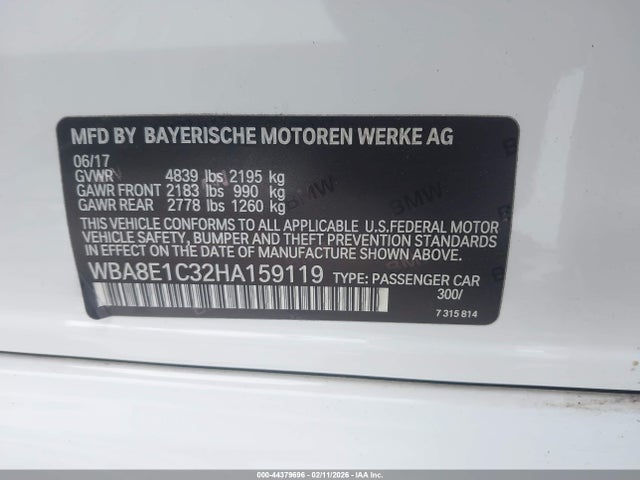 MFD BY BAYERISCHE MOTOREN WERKE AG
06/17
GVWR 4839 lbs 2195 kg
GAWR FRONT 2183 lbs 990 kg
GAWR REAR 2778 lbs 1260 kg
THIS VEHICLE CONFORMS TO ALL APPLICABLE U.S.FEDERAL MOTOR
VEHICLE SAFETY, BUMPER AND THEFT PREVENTION STANDARDS
IN EFFECT ON THE DATE OF MANUFACTURE SHOWN ABOVE.
WBA8E1C32HA159119 TYPE: PASSENGER CAR
300/
7 315 814
000-44379696 - 02/11/2026 - IAAI.COM